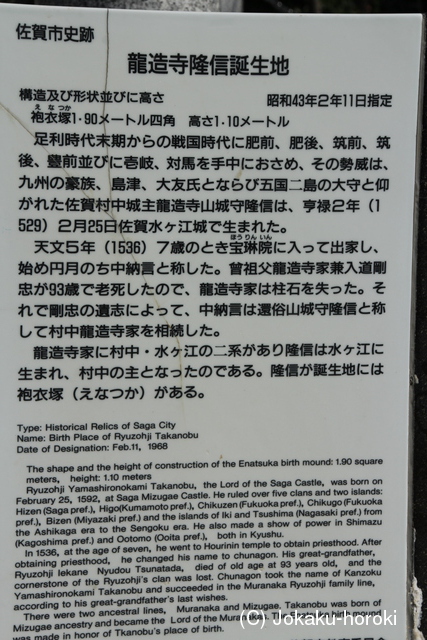 佐賀市史跡
龍造寺隆信誕生地
構造及び形状並びに高さ 昭和43年2年11日指定
えなつか
袍衣塚1·90メートル四角 高さ1·10メートル
足利時代末期からの戦国時代に肥前、肥後、筑前、筑
後、豊前並びに壱岐、対馬を手中におさめ、その勢威は、
九州の豪族、島津、大友氏とならび五国二島の大守と仰
がれた佐賀村中城主龍造寺山城守隆信は、亨禄2年（1
529）2月25日佐賀水ヶ江城で生まれた。
ほうりんいん
天文5年（1536）7歳のとき宝琳院に入って出家し、
始め円月のち中納言と称した。曾祖父龍造寺家兼入道剛
忠が93歳で老死したので、龍造寺家は柱石を失った。そ
れで剛忠の遺志によって、中納言は還俗山城守隆信と称
して村中龍造寺家を相続した。
龍造寺家に村中・水ヶ江の二系があり隆信は水ヶ江に
生まれ、村中の主となったのである。隆信が誕生地には
袍衣塚（えなつか）がある。
Type: Historical Relics of Saga City
Name: Birth Place of Ryuzohji Takanobu
Date of Designation: Feb.11, 1968
The shape and the height of construction of the Enatsuka birth mound: 1.90 square
meters, height: 1.10 meters
Ryuzohji Yamashironokami Takanobu, the Lord of the Saga Castle, was born on
February 25, 1592, at Saga Mizugae Castle. He ruled over five clans and two islands:
Hizen (Saga pref.), Higo(Kumamoto pref.), Chikuzen (Fukuoka pref.), Chikugo (Fukuoka
pref.), Bizen (Miyazaki pref.) and the islands of Iki and Tsushima (Nagasaki pref.) from
the Ashikaga era to the Sengoku era. He also made a show of power in Shimazu
(Kagoshima pref.) and Ootomo (Ooita pref.), both in Kyushu.
In 1536, at the age of seven, he went to Hourinin temple to obtain priesthood. After
obtaining priesthood, he changed his name to chunagon. His great-grandfather,
Ryuzohji Iekane Nyudou Tsunatada, died of old age at 93 years old, and the
cornerstone of the Ryuzohji's clan was lost. Chunagon took the name of Kanzoku
Yamashironokami Takanobu and succeeded in the Muranaka Ryuzohji family line,
according to his great-grandfather's last wishes.
There were two ancestral lines, Muranaka and Mizugae. Takanobu was born of
Mizugae ancestry and became the Lord of the Muranaka. The
was made in honor of Tkanobu's place of birth.
(C) Jokaku-horoki